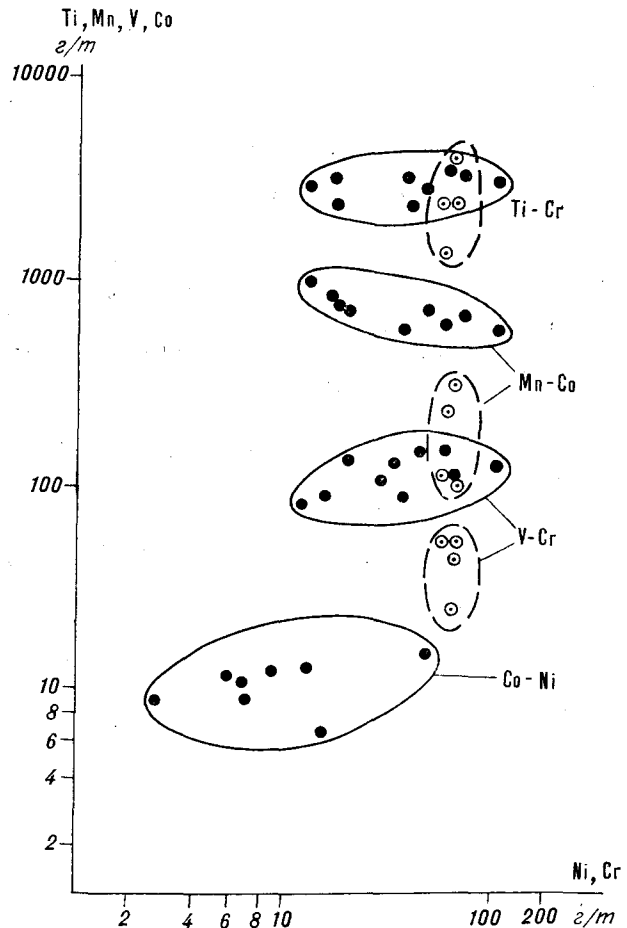 Ti, Mn, V, Co
г/т
10000
Ti-Cr
1000
Mn-Co
100
V-Cr
10
Co-Ni
8
6
4
2
Ni, Cr
2 4 6 8 10 100 200 г/т